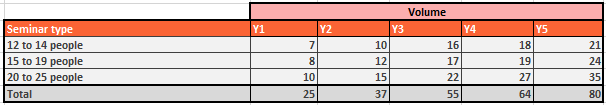 Volume
Seminar type Y1 Y2 Y3 Y4 Y5
12 to 14 people 7 10 16 18 21
15 to 19 people 8 12 17 19 24
20 to 25 people 10 15 22 27 35
Total 25 37 55 64 80